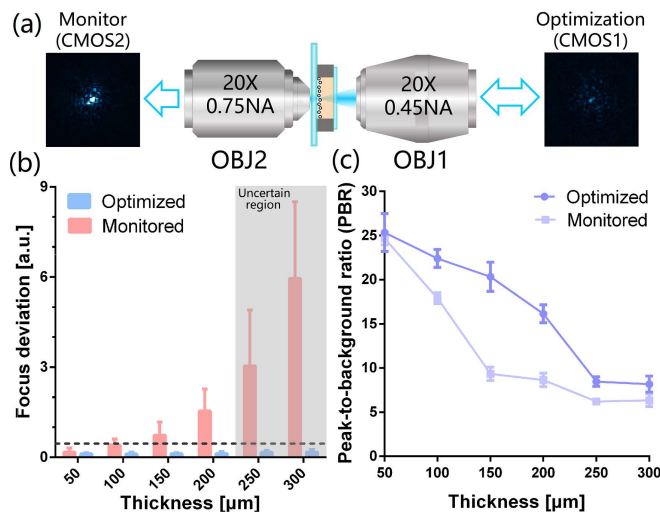 (a)
Monitor
(CMOS2)
Optimization
(CMOS1)
20X
0.75NA
20X
0.45NA
OBJ2
OBJ1
(b)
Focus deviation [a.u.]
9
6
3
0
Optimized
Monitored
Uncertain
region
50
100
150
200
250
300
Thickness [μm]
(c)
Peak-to-background ratio (PBR)
30
25
20
15
10
5
0
Optimized
Monitored
50
100
150
200
250
300
Thickness [μm]